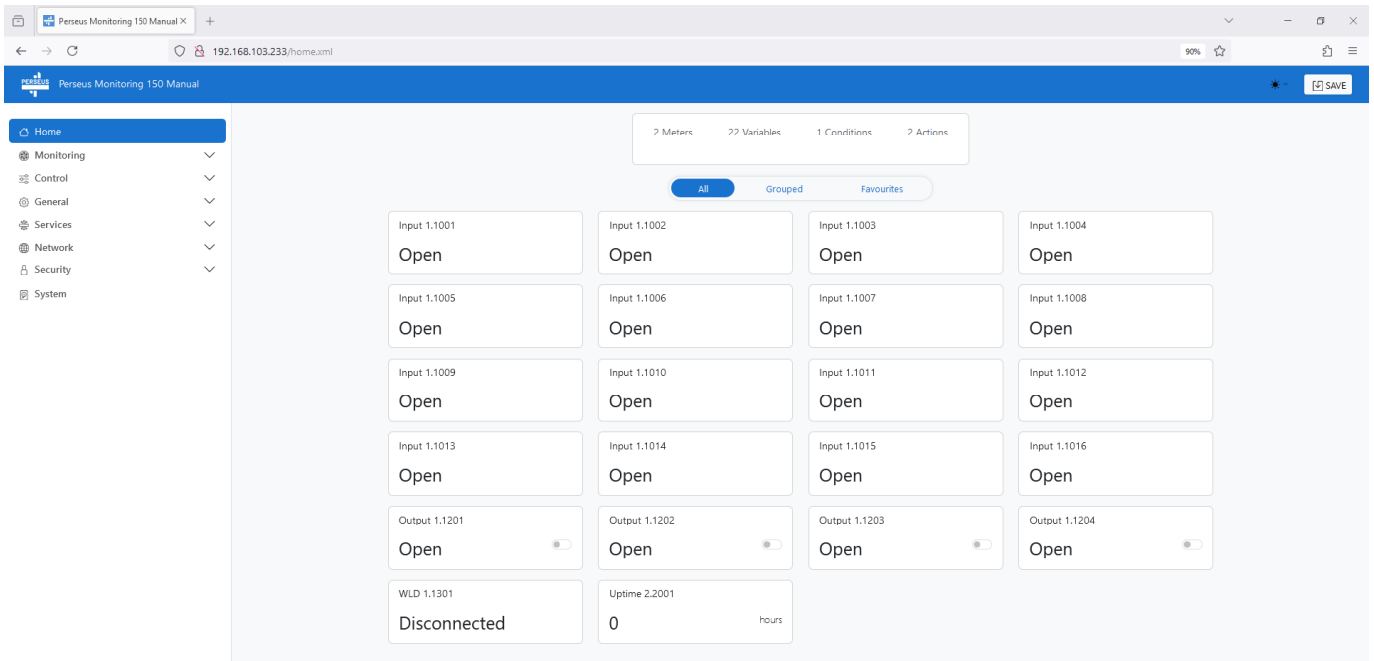 Perseus Monitoring 150 Manual
192.168.103.233/home.xml
90%
PERSEUS
Perseus Monitoring 150 Manual
SAVE
Home
Monitoring
Control
General
Services
Network
Security
System
2 Meters 22 Variables 1 Conditions 2 Actions
All Grouped Favourites
Input 1.1001 Input 1.1002 Input 1.1003 Input 1.1004
Open Open Open Open
Input 1.1005 Input 1.1006 Input 1.1007 Input 1.1008
Open Open Open Open
Input 1.1009 Input 1.1010 Input 1.1011 Input 1.1012
Open Open Open Open
Input 1.1013 Input 1.1014 Input 1.1015 Input 1.1016
Open Open Open Open
Output 1.1201 Output 1.1202 Output 1.1203 Output 1.1204
Open Open Open Open
WLD 1.1301 Uptime 2.2001
Disconnected 0 hours